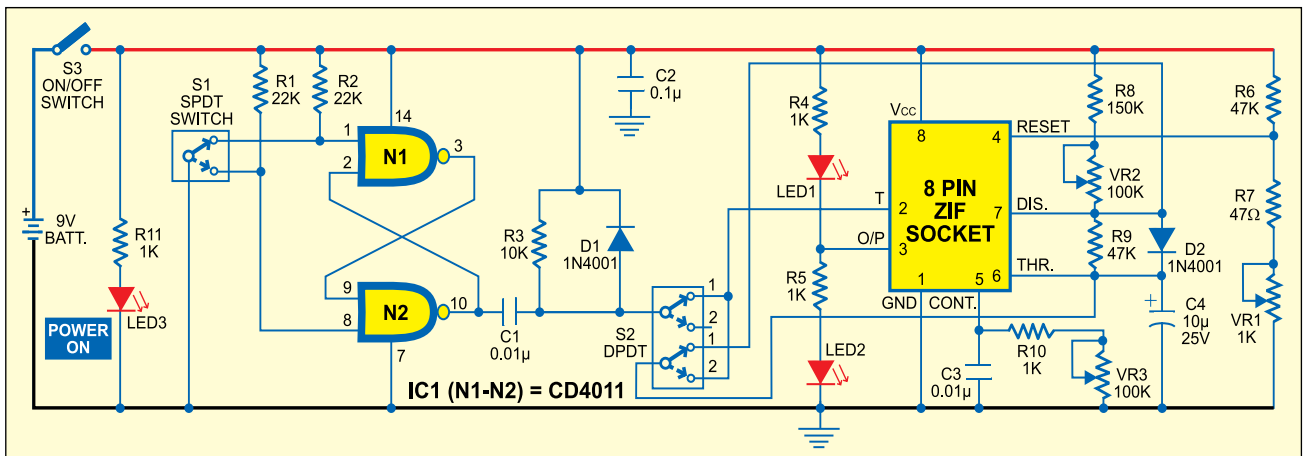 S3
ON/OFF
SWITCH
S1
SPDT
SWITCH
R1
22K
R2
22K
14
1
2
N1
3
9
8
N2
10
7
+
9V
BATT.
R11
1K
LED3
POWER
ON
C1
0.01µ
R3
10K
D1
1N4001
C2
0.1µ
S2
DPDT
1
2
1
2
IC1 (N1-N2) = CD4011
R4
1K
LED1
R5
1K
LED2
VCC
8
4
RESET
T
2
8 PIN
ZIF
SOCKET
7
DIS.
O/P
3
6
THR.
1
5
GND
CONT.
R8
150K
VR2
100K
R9
47K
D2
1N4001
+
C4
10µ
25V
R6
47K
R7
47Ω
VR1
1K
R10
1K
C3
0.01µ
VR3
100K